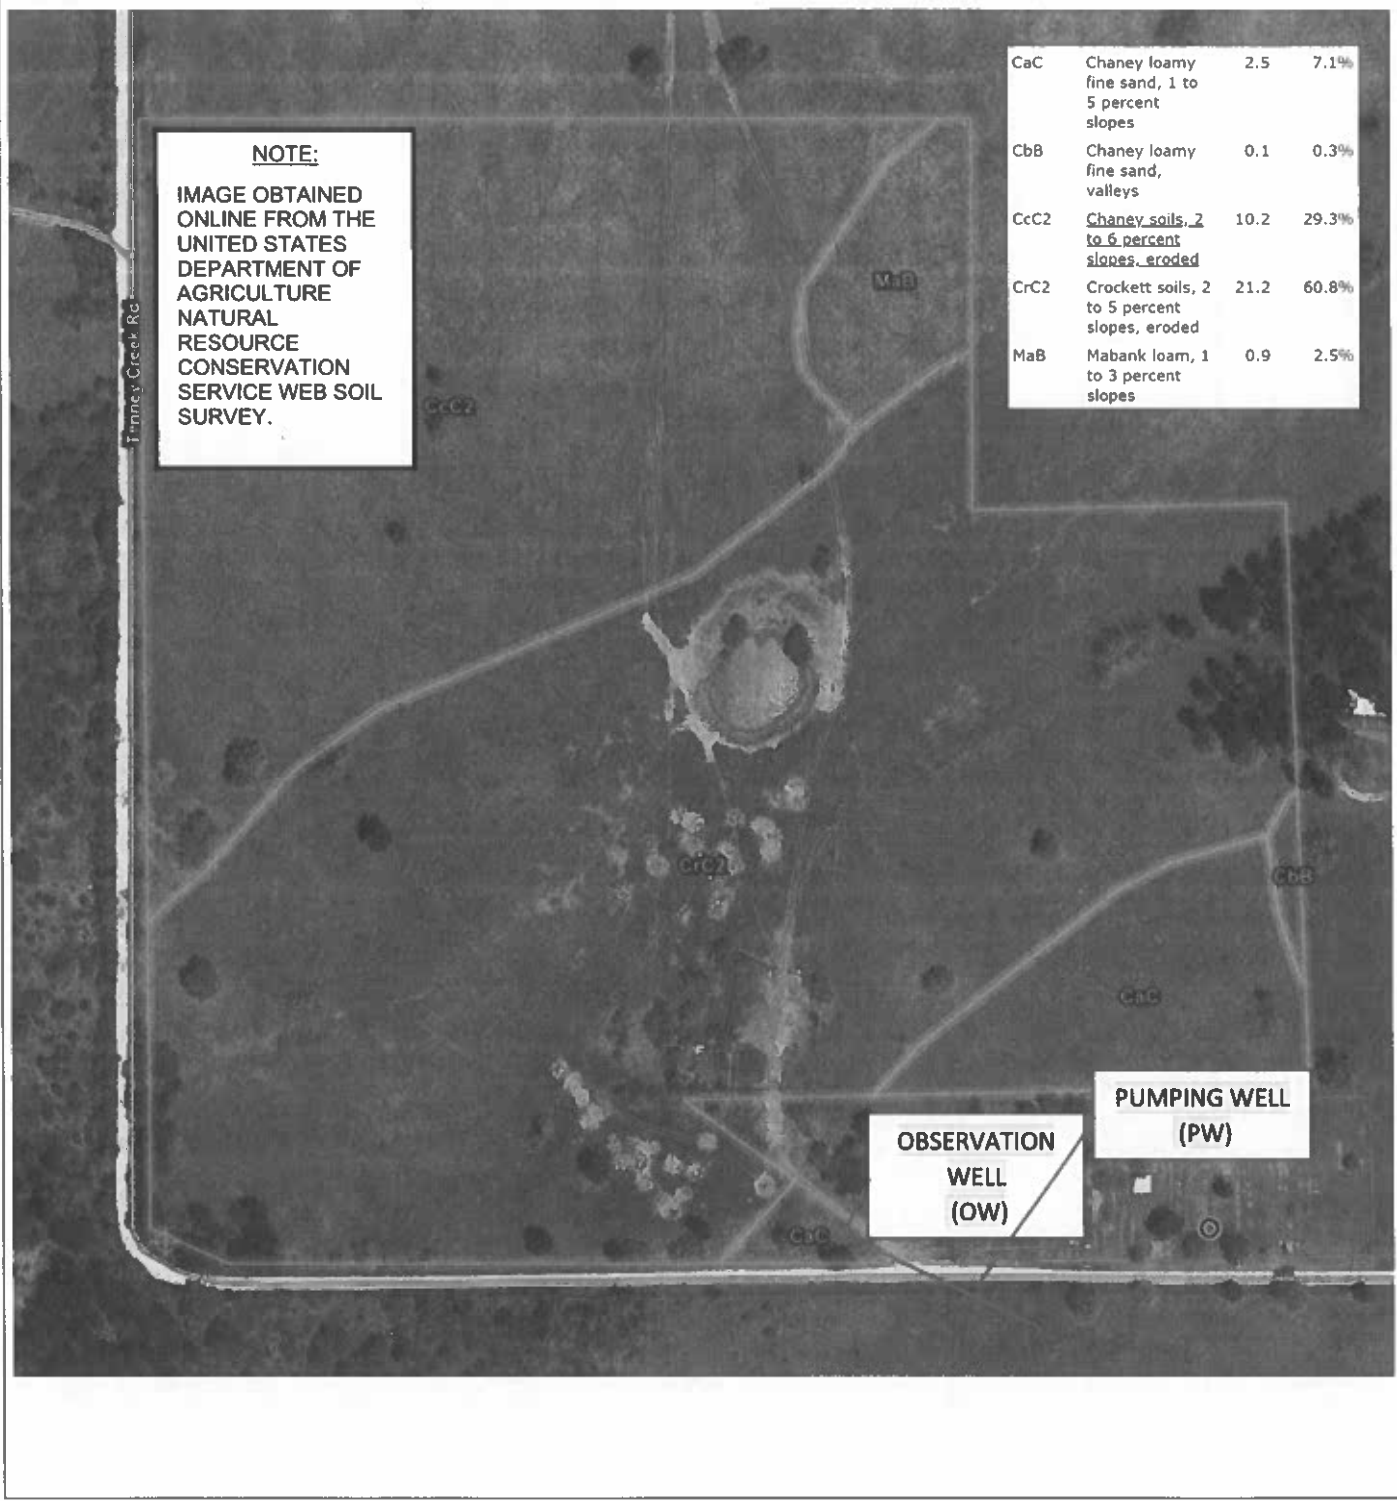 CaC Chaney loamy 2.5 7.1%
fine sand, 1 to
5 percent
slopes
CbB Chaney loamy 0.1 0.3%
fine sand,
valleys
CcC2 Chaney soils, 2 10.2 29.3%
to 6 percent
slopes, eroded
CrC2 Crockett soils, 2 21.2 60.8%
to 5 percent
slopes, eroded
MaB Mabank loam, 1 0.9 2.5%
to 3 percent
slopes
NOTE:
IMAGE OBTAINED
ONLINE FROM THE
UNITED STATES
DEPARTMENT OF
AGRICULTURE
NATURAL
RESOURCE
CONSERVATION
SERVICE WEB SOIL
SURVEY.
MaB
Tinney Creek Rd
CcC2
CrC2
CbB
CaC
PUMPING WELL
(PW)
OBSERVATION
WELL
(OW)
CaC